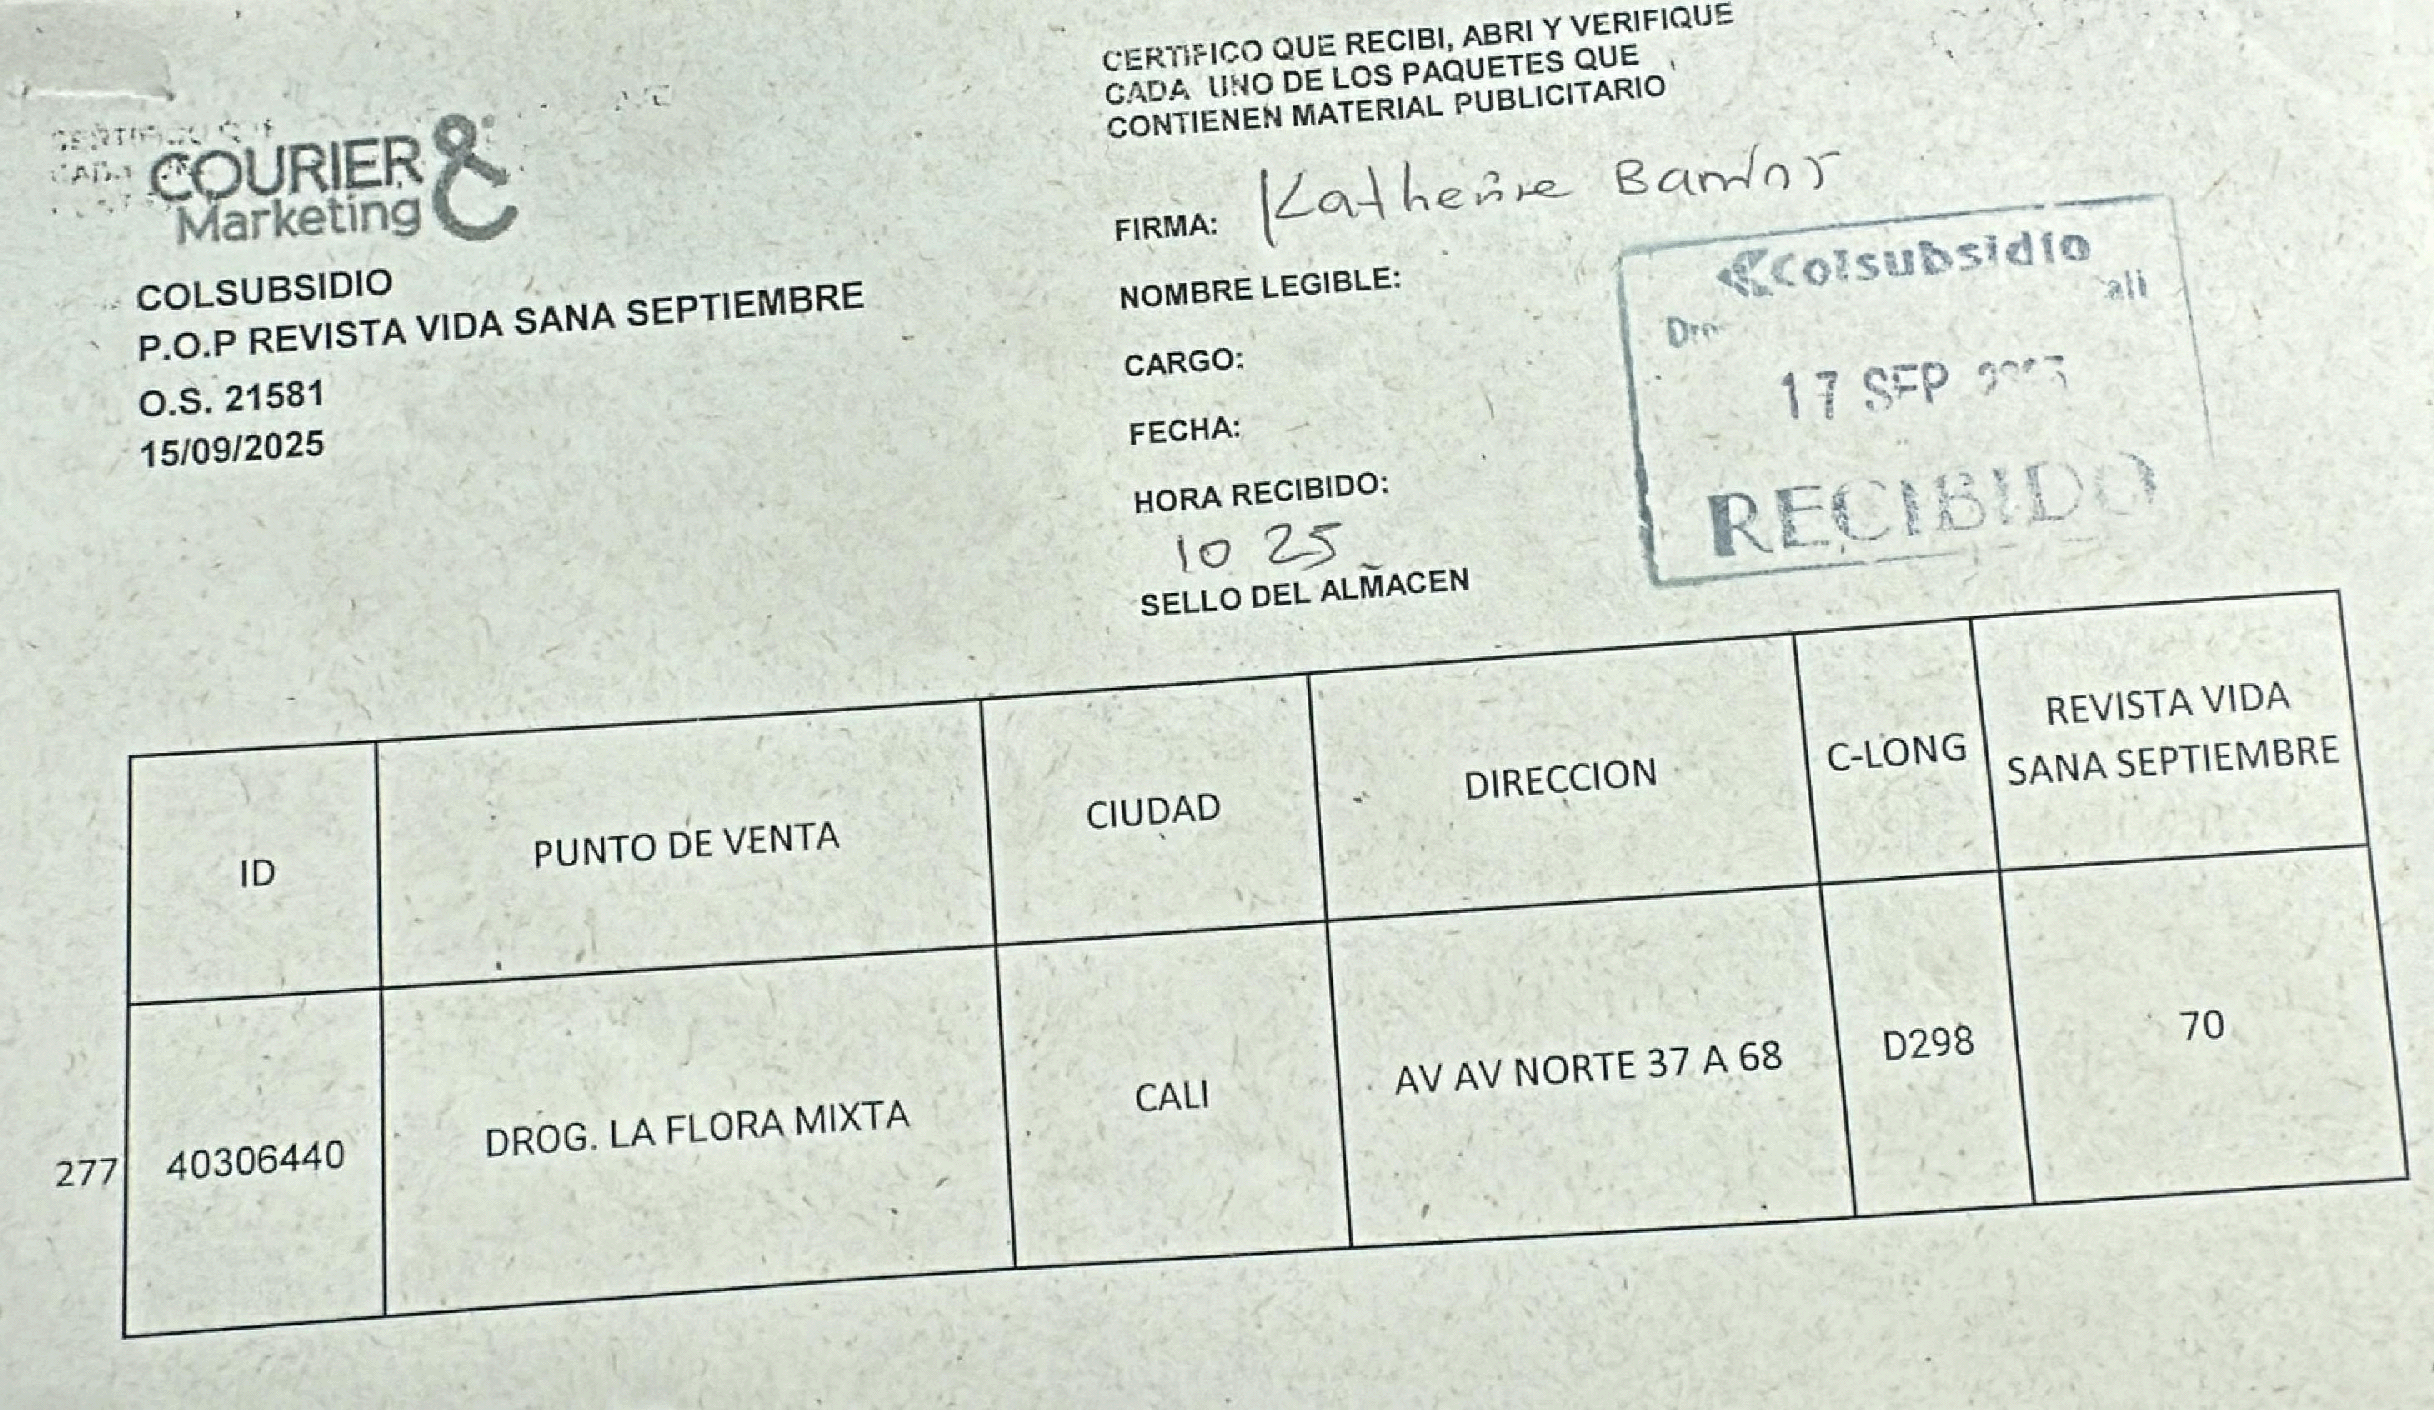 COURIER &
Marketing
COLSUBSIDIO
P.O.P REVISTA VIDA SANA SEPTIEMBRE
O.S. 21581
15/09/2025
CERTIFICO QUE RECIBI, ABRI Y VERIFIQUE
CADA UNO DE LOS PAQUETES QUE
CONTIENEN MATERIAL PUBLICITARIO
FIRMA: Katherine
NOMBRE LEGIBLE:
CARGO:
FECHA:
HORA RECIBIDO:
10 25
SELLO DEL ALMACEN
Colsubsidio
17 SEP
RECIBIDO
ID PUNTO DE VENTA CIUDAD DIRECCION C-LONG REVISTA VIDA
SANA SEPTIEMBRE
277 40306440 DROG. LA FLORA MIXTA CALI AV AV NORTE 37 A 68 D298 70